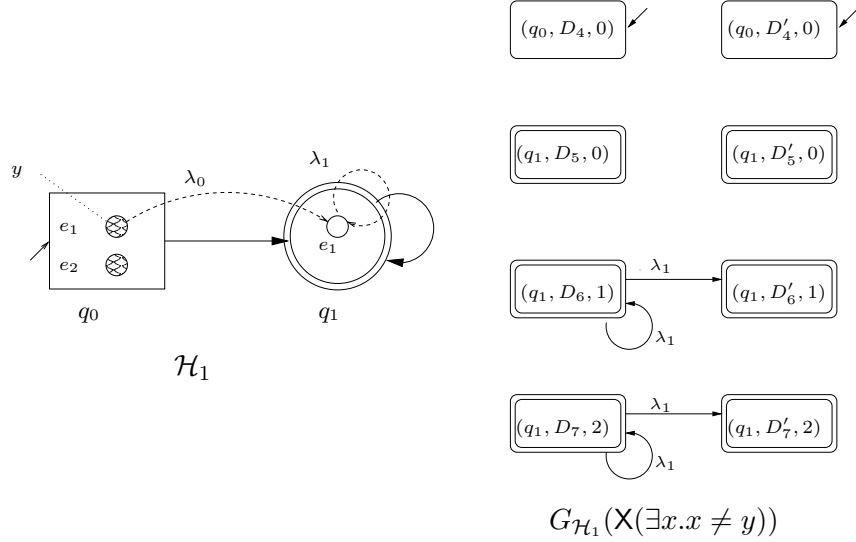 (q₀, D₄, 0)
(q₀, D′₄, 0)
(q₁, D₅, 0)
(q₁, D′₅, 0)
y
λ₀
λ₁
e₁
e₂
e₁
q₀
q₁
ℋ₁
λ₁
(q₁, D₆, 1)
(q₁, D′₆, 1)
λ₁
λ₁
(q₁, D₇, 2)
(q₁, D′₇, 2)
λ₁
G_ℋ₁(X(∃x.x ≠ y))